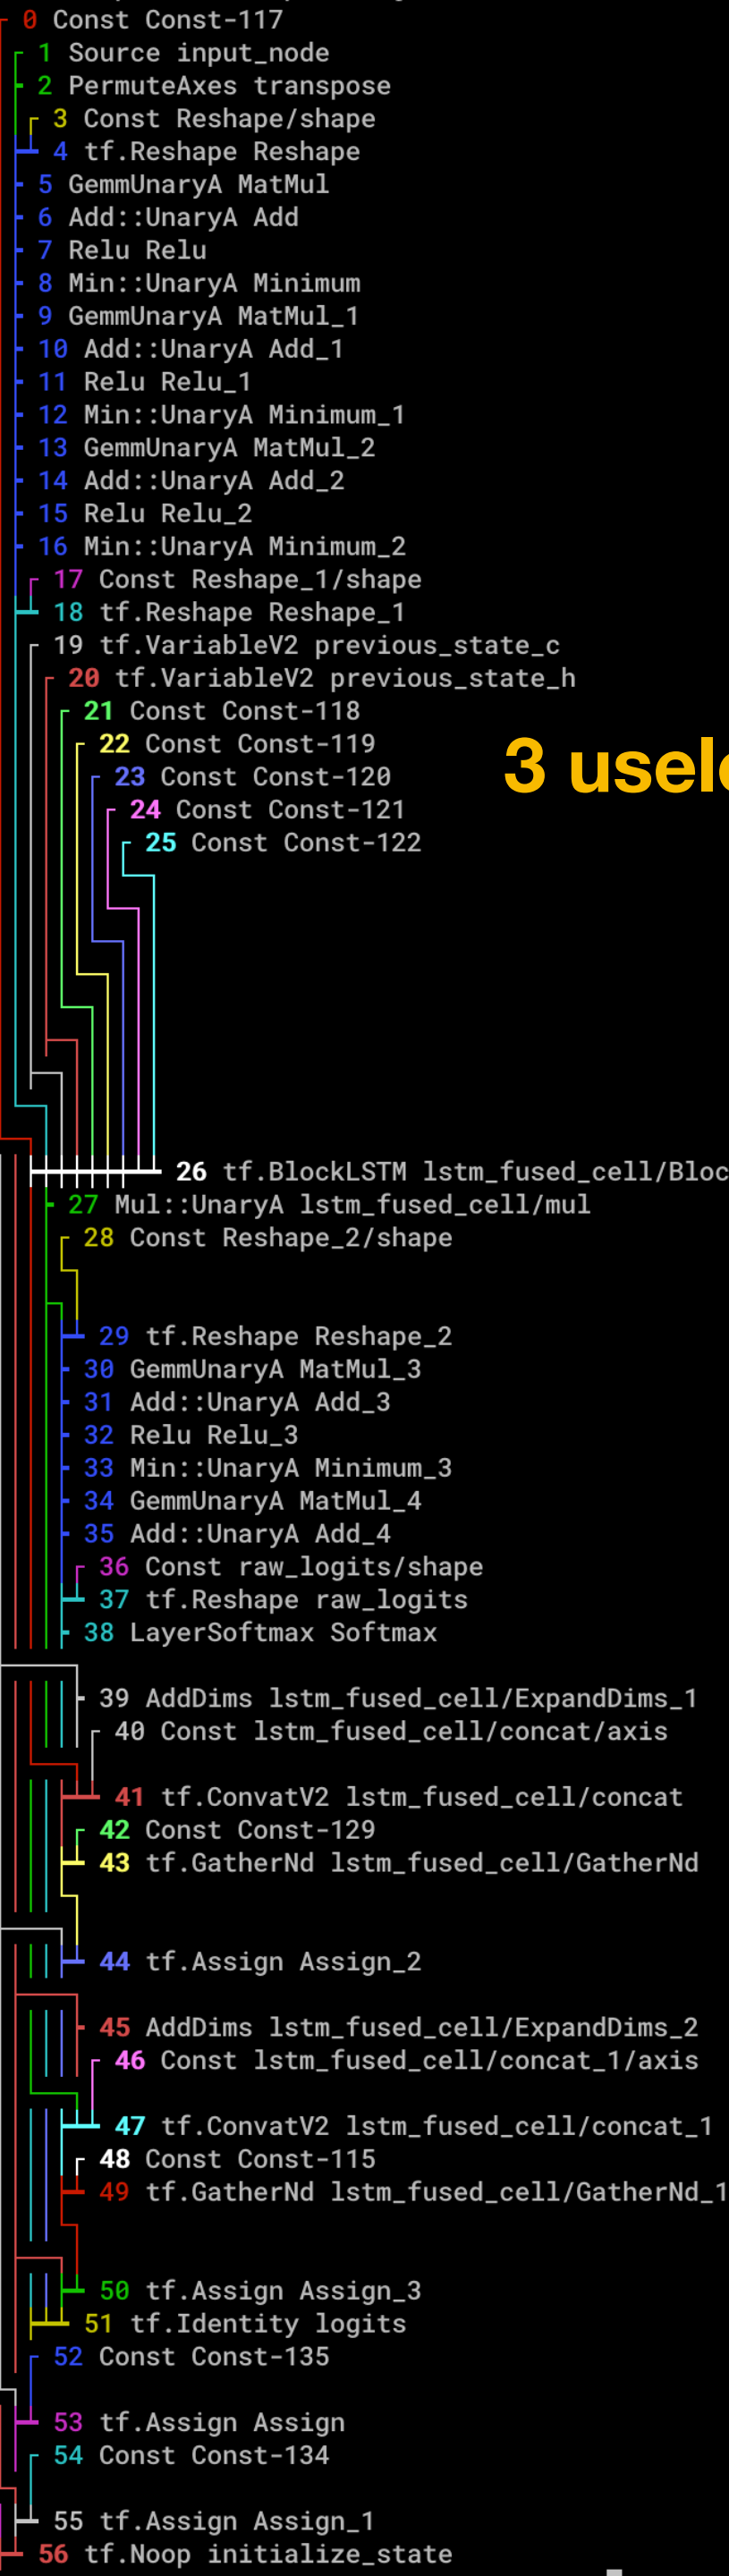 0 Const Const-117
1 Source input_node
2 PermuteAxes transpose
3 Const Reshape/shape
4 tf.Reshape Reshape
5 GemmUnaryA MatMul
6 Add::UnaryA Add
7 Relu Relu
8 Min::UnaryA Minimum
9 GemmUnaryA MatMul_1
10 Add::UnaryA Add_1
11 Relu Relu_1
12 Min::UnaryA Minimum_1
13 GemmUnaryA MatMul_2
14 Add::UnaryA Add_2
15 Relu Relu_2
16 Min::UnaryA Minimum_2
17 Const Reshape_1/shape
18 tf.Reshape Reshape_1
19 tf.VariableV2 previous_state_c
20 tf.VariableV2 previous_state_h
21 Const Const-118
22 Const Const-119
3 usel
23 Const Const-120
24 Const Const-121
25 Const Const-122
26 tf.BlockLSTM lstm_fused_cell/Bloc
27 Mul::UnaryA lstm_fused_cell/mul
28 Const Reshape_2/shape
29 tf.Reshape Reshape_2
30 GemmUnaryA MatMul_3
31 Add::UnaryA Add_3
32 Relu Relu_3
33 Min::UnaryA Minimum_3
34 GemmUnaryA MatMul_4
35 Add::UnaryA Add_4
36 Const raw_logits/shape
37 tf.Reshape raw_logits
38 LayerSoftmax Softmax
39 AddDims lstm_fused_cell/ExpandDims_1
40 Const lstm_fused_cell/concat/axis
41 tf.ConvatV2 lstm_fused_cell/concat
42 Const Const-129
43 tf.GatherNd lstm_fused_cell/GatherNd
44 tf.Assign Assign_2
45 AddDims lstm_fused_cell/ExpandDims_2
46 Const lstm_fused_cell/concat_1/axis
47 tf.ConvatV2 lstm_fused_cell/concat_1
48 Const Const-115
49 tf.GatherNd lstm_fused_cell/GatherNd_1
50 tf.Assign Assign_3
51 tf.Identity logits
52 Const Const-135
53 tf.Assign Assign
54 Const Const-134
55 tf.Assign Assign_1
56 tf.Noop initialize_state